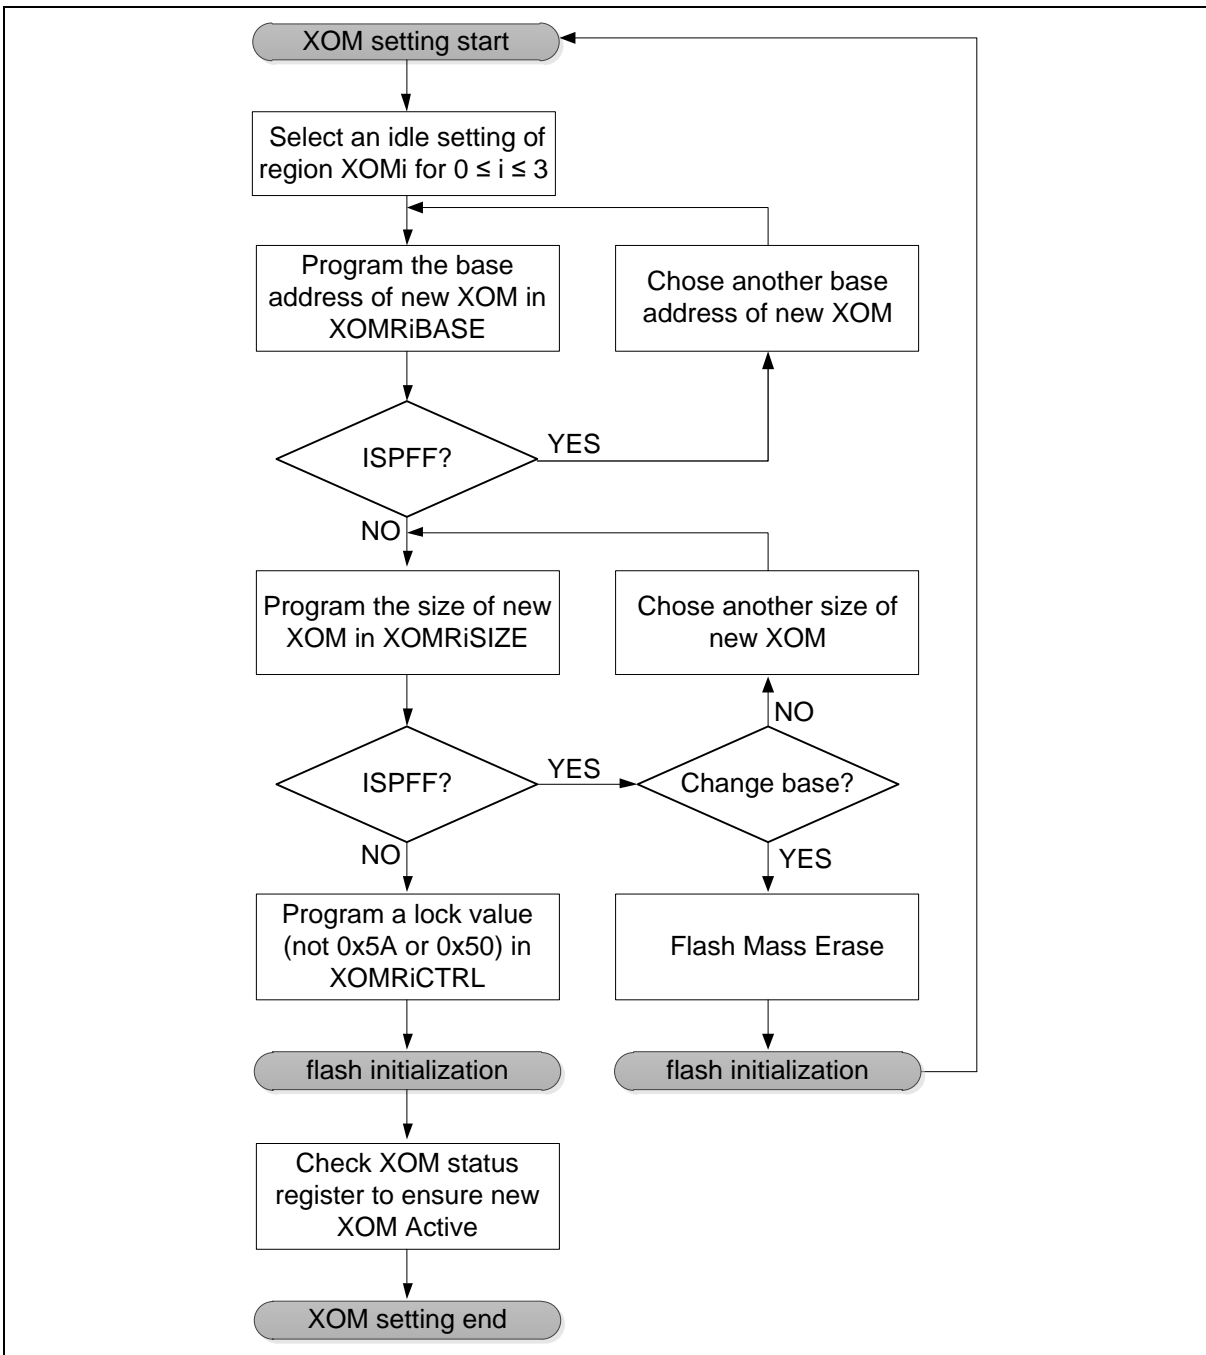 XOM setting start
Select an idle setting of
region XOMi for 0 ≤ i ≤ 3
Program the base
address of new XOM in
XOMRiBASE
Chose another base
address of new XOM
ISPFF?
YES
NO
Program the size of new
XOM in XOMRiSIZE
Chose another size of
new XOM
NO
ISPFF?
YES
Change base?
NO
YES
Program a lock value
(not 0x5A or 0x50) in
XOMRiCTRL
Flash Mass Erase
flash initialization
flash initialization
Check XOM status
register to ensure new
XOM Active
XOM setting end